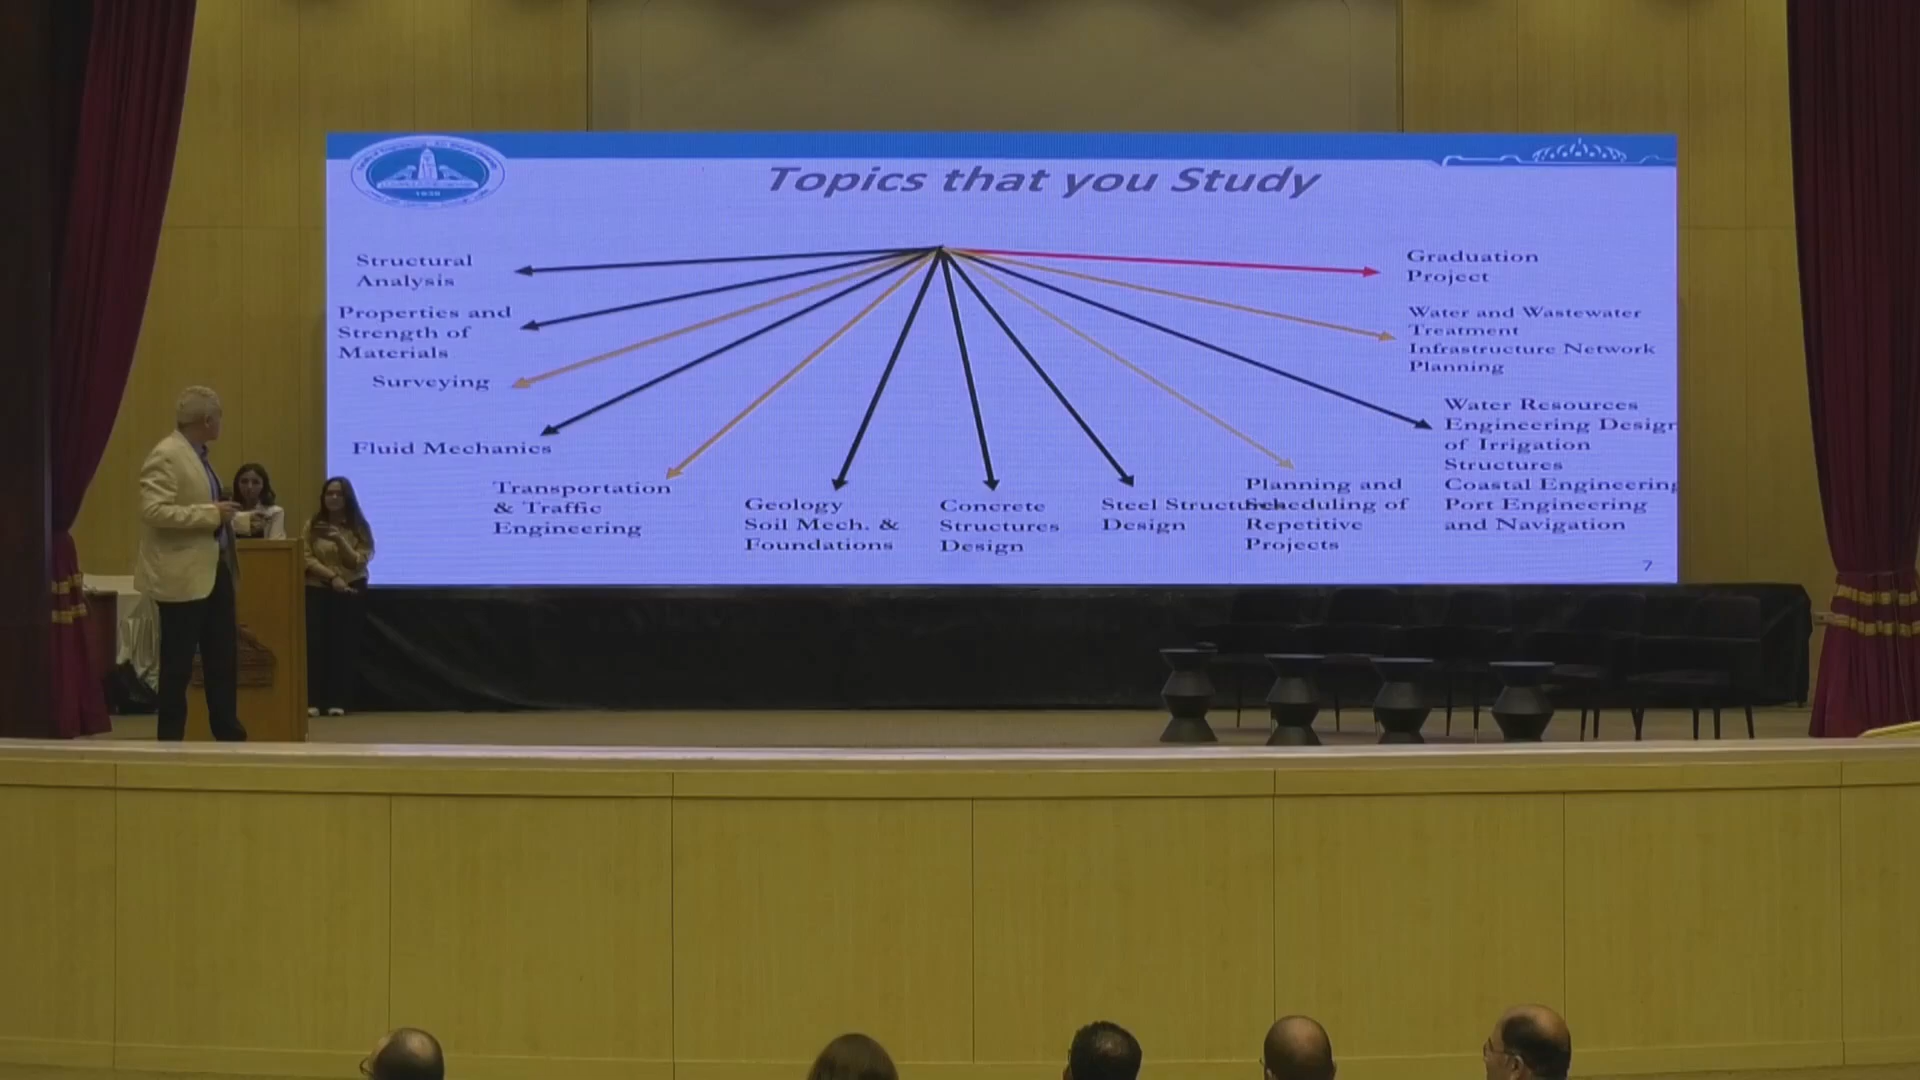 Topics that you Study
Structural
Analysis
Properties and
Strength of
Materials
Surveying
Fluid Mechanics
Transportation
& Traffic
Engineering
Geology
Soil Mech. &
Foundations
Concrete
Structures
Design
Steel Structures
Design
Planning and
Scheduling of
Repetitive
Projects
Graduation
Project
Water and Wastewater
Treatment
Infrastructure Network
Planning
Water Resources
Engineering Design
of Irrigation
Structures
Coastal Engineering
Port Engineering
and Navigation
7
1839